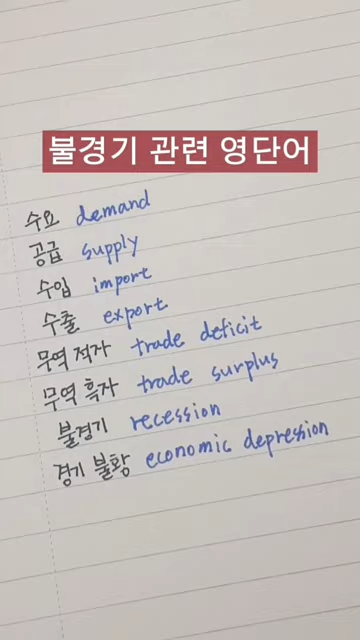 불경기 관련 영단어
수요 demand
공급 supply
수입 import
수출 export
무역 적자 trade deficit
무역 흑자 trade surplus
불경기 recession
경기 불황 economic depression